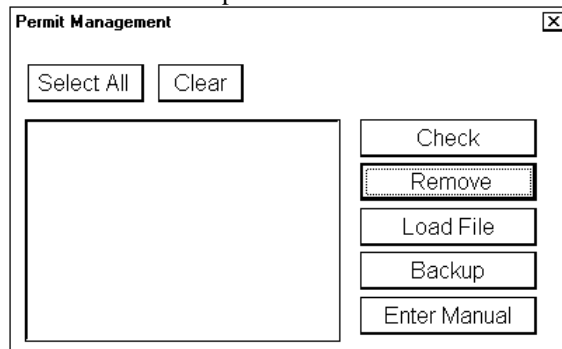 Permit Management
Select All Clear
Check
Remove
Load File
Backup
Enter Manual